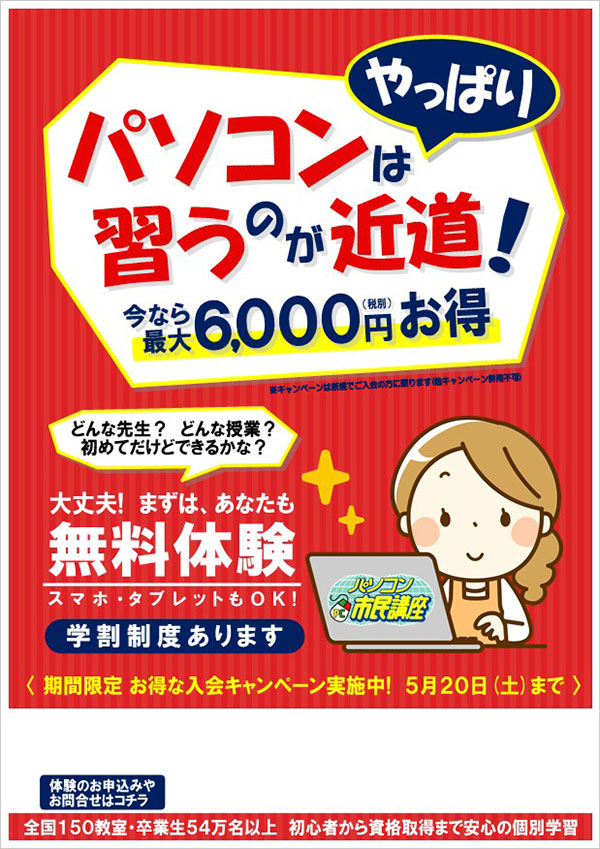 やっぱり
パソコンは
習うのが近道!
今なら
最大6,000円(税別)お得
※キャンペーンは新規でご入会の方に限ります(他キャンペーン併用不可)
どんな先生? どんな授業?
初めてだけどできるかな?
大丈夫! まずは、あなたも
無料体験
スマホ・タブレットもOK!
学割制度あります
パソコン
PC
市民講座
〈 期間限定 お得な入会キャンペーン実施中! 5月20日(土)まで 〉
体験のお申込みや
お問合せはコチラ
全国150教室・卒業生54万名以上 初心者から資格取得まで安心の個別学習